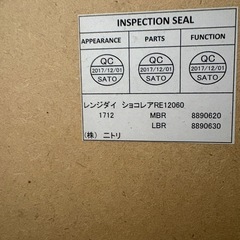 INSPECTION SEAL
APPEARANCE PARTS FUNCTION
QC QC QC
2017/12/01 2017/12/01 2017/12/01
SATO SATO SATO
レンジダイ ショコレアRE12060
1712 MBR 8890620
LBR 8890630
(株) ニトリ